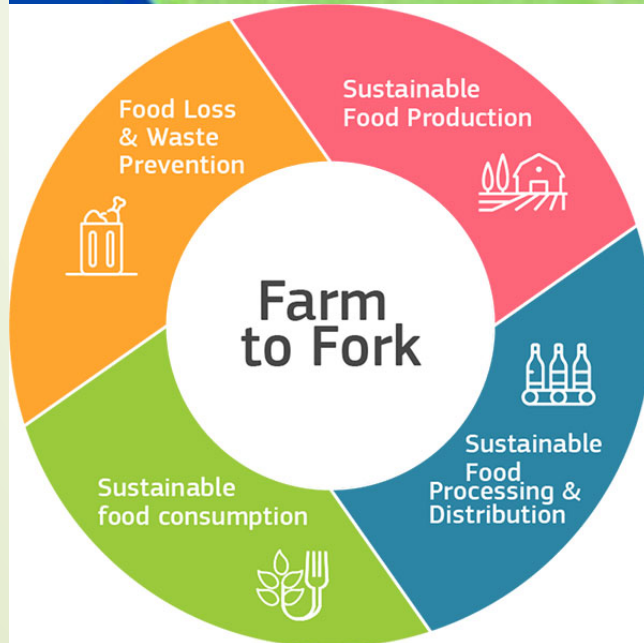 Food Loss
& Waste
Prevention
Sustainable
Food Production
Farm
to Fork
Sustainable
Food
Processing &
Distribution
Sustainable
food consumption